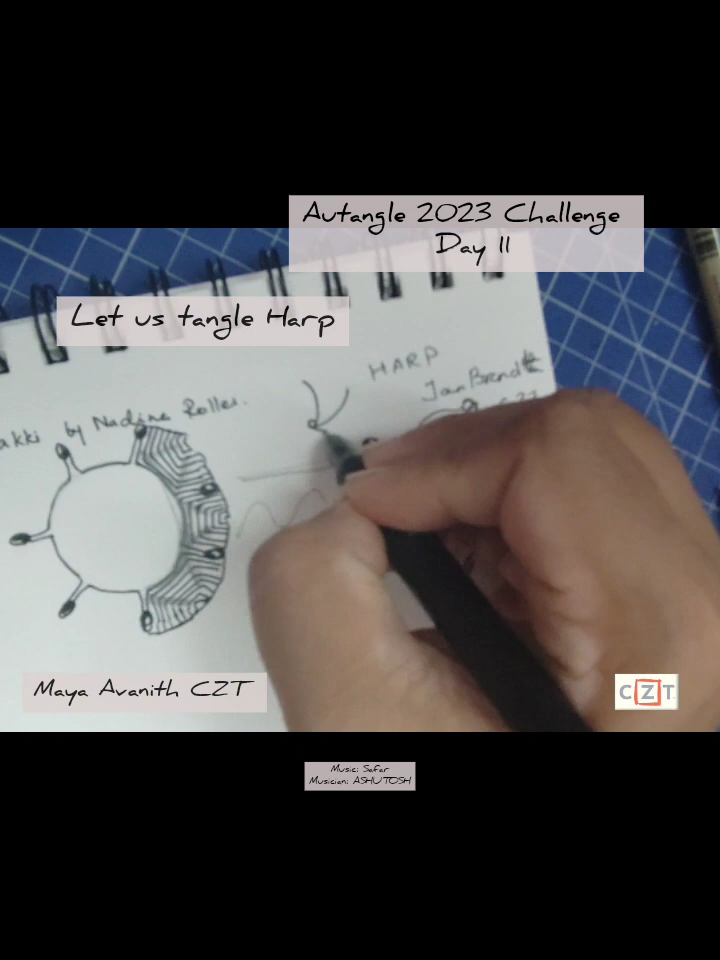 Autangle 2023 Challenge
Day 11
Let us tangle Harp
HARP
akki by Nadine Roller.
Maya Avanith CZT
CZT
Music: Safar
Musician: ASHUTOSH